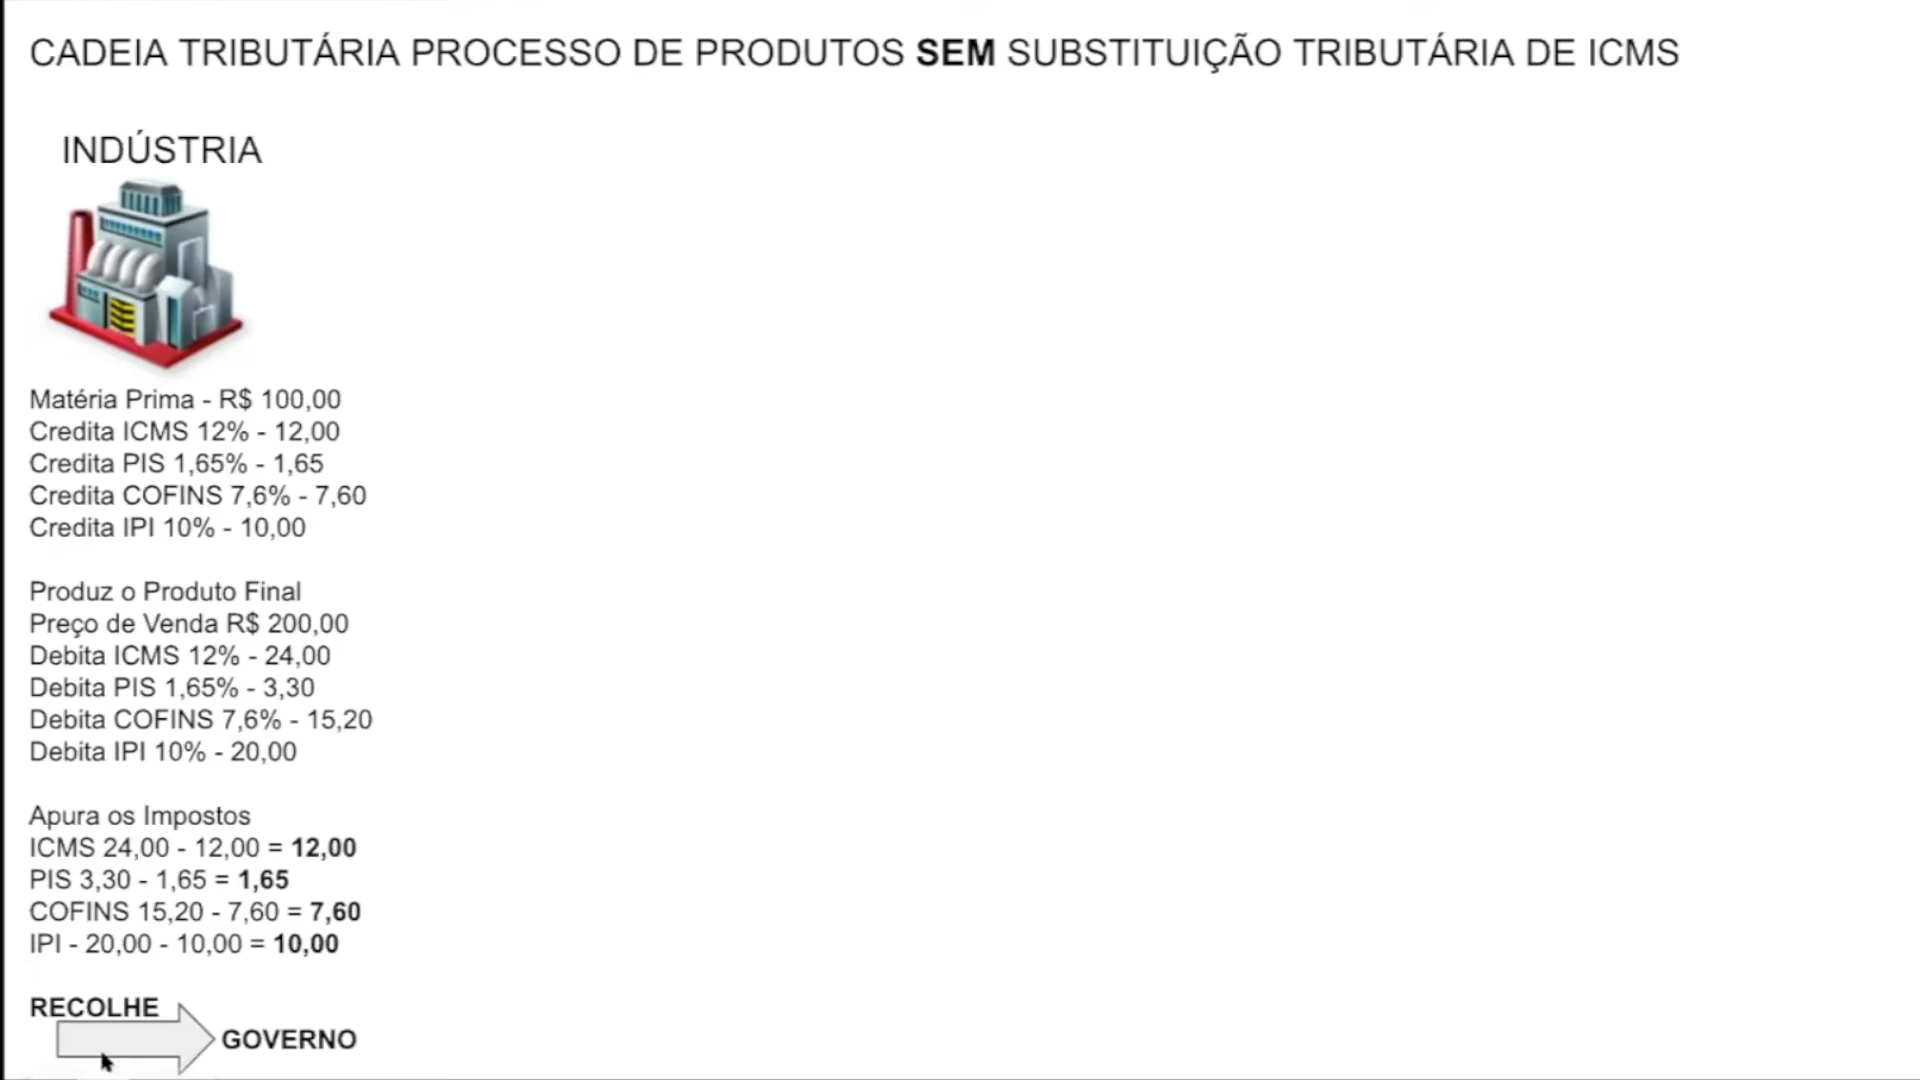 CADEIA TRIBUTÁRIA PROCESSO DE PRODUTOS SEM SUBSTITUIÇÃO TRIBUTÁRIA DE ICMS
INDÚSTRIA
Matéria Prima - R$ 100,00
Credita ICMS 12% - 12,00
Credita PIS 1,65% - 1,65
Credita COFINS 7,6% - 7,60
Credita IPI 10% - 10,00
Produz o Produto Final
Preço de Venda R$ 200,00
Debita ICMS 12% - 24,00
Debita PIS 1,65% - 3,30
Debita COFINS 7,6% - 15,20
Debita IPI 10% - 20,00
Apura os Impostos
ICMS 24,00 - 12,00 = 12,00
PIS 3,30 - 1,65 = 1,65
COFINS 15,20 - 7,60 = 7,60
IPI - 20,00 - 10,00 = 10,00
RECOLHE
GOVERNO